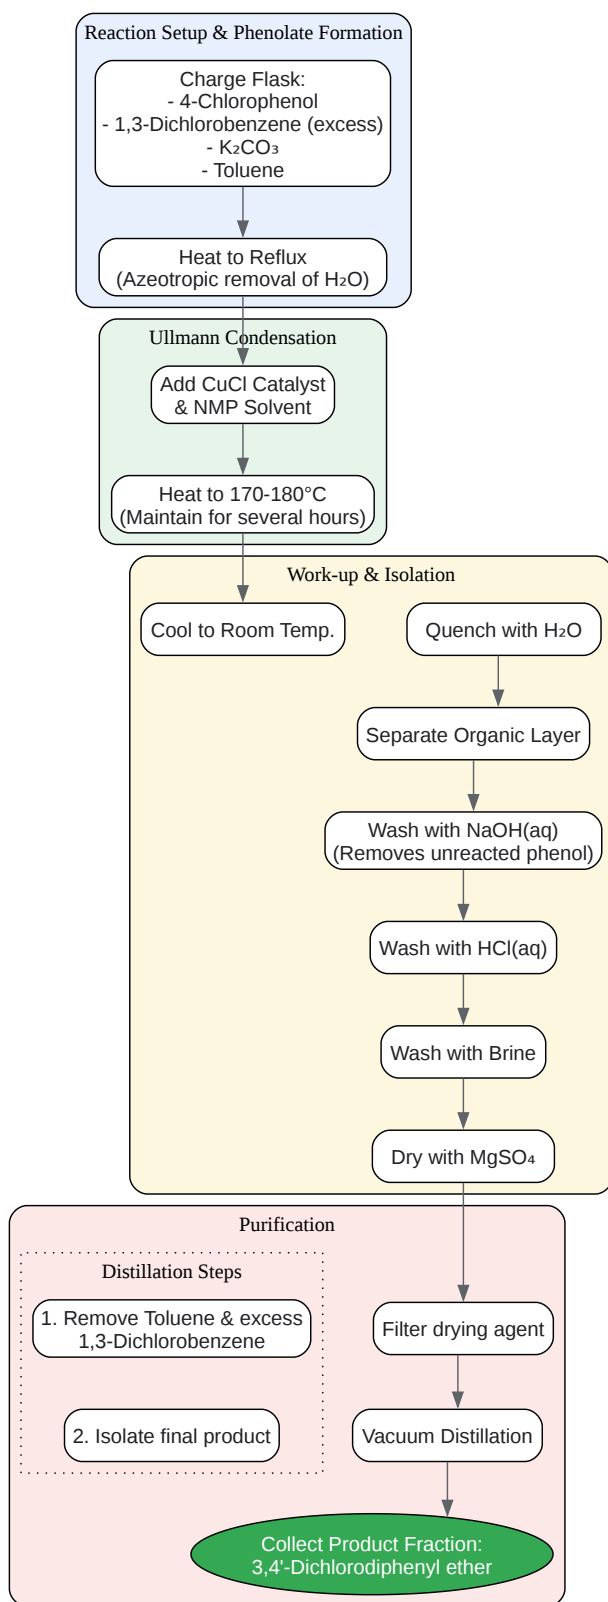 Reaction Setup & Phenolate Formation
Charge Flask:
- 4-Chlorophenol
- 1,3-Dichlorobenzene (excess)
- K₂CO₃
- Toluene
Heat to Reflux
(Azeotropic removal of H₂O)
Ullmann Condensation
Add CuCl Catalyst
& NMP Solvent
Heat to 170-180°C
(Maintain for several hours)
Work-up & Isolation
Cool to Room Temp.
Quench with H₂O
Separate Organic Layer
Wash with NaOH(aq)
(Removes unreacted phenol)
Wash with HCl(aq)
Wash with Brine
Dry with MgSO₄
Purification
Distillation Steps
1. Remove Toluene & excess
1,3-Dichlorobenzene
Filter drying agent
2. Isolate final product
Vacuum Distillation
Collect Product Fraction:
3,4'-Dichlorodiphenyl ether